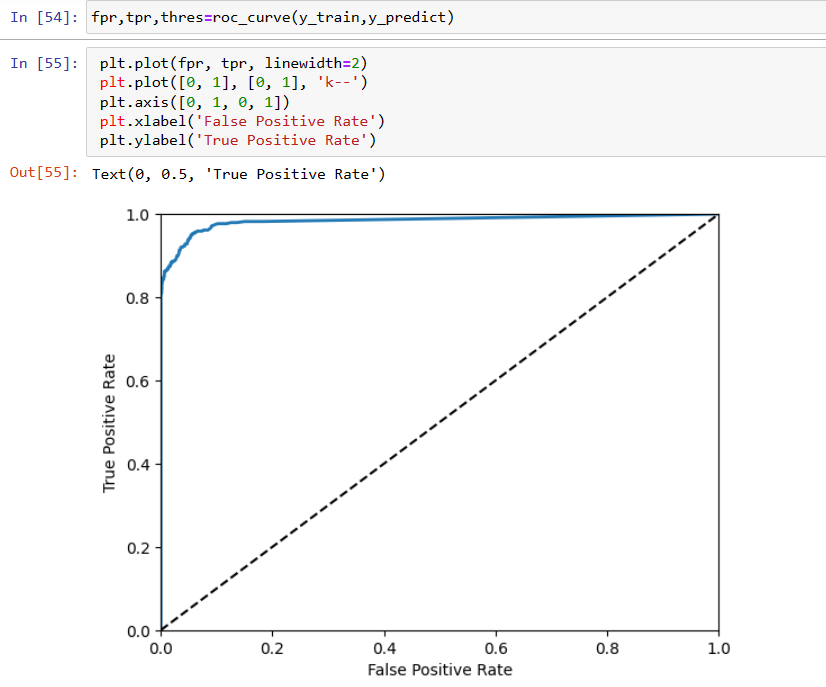 In [54]: fpr,tpr,thres=roc_curve(y_train,y_predict)
In [55]: plt.plot(fpr, tpr, linewidth=2)
plt.plot([0, 1], [0, 1], 'k--')
plt.axis([0, 1, 0, 1])
plt.xlabel('False Positive Rate')
plt.ylabel('True Positive Rate')
Out[55]: Text(0, 0.5, 'True Positive Rate')
1.0
0.8
0.6
0.4
0.2
0.0
True Positive Rate
0.0 0.2 0.4 0.6 0.8 1.0
False Positive Rate